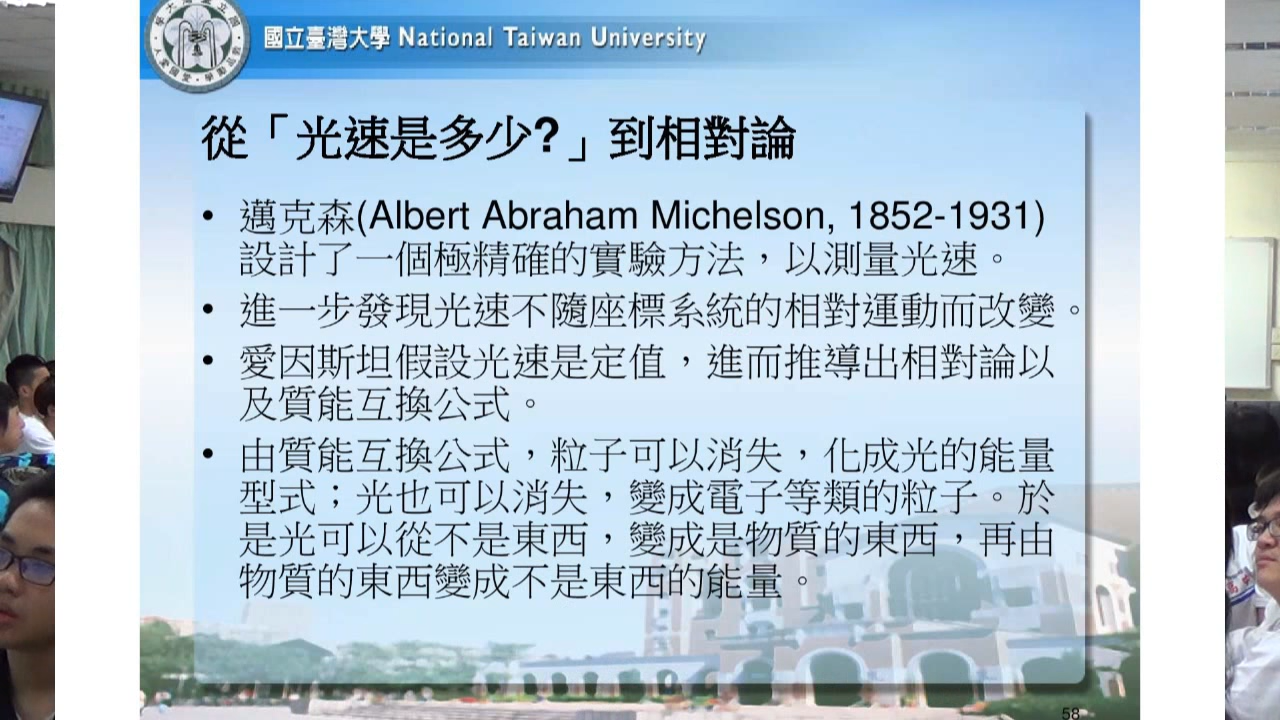 國立臺灣大學 National Taiwan University
從「光速是多少?」到相對論
• 邁克森(Albert Abraham Michelson, 1852-1931)
設計了一個極精確的實驗方法，以測量光速。
• 進一步發現光速不隨座標系統的相對運動而改變。
• 愛因斯坦假設光速是定值，進而推導出相對論以
及質能互換公式。
• 由質能互換公式，粒子可以消失，化成光的能量
型式；光也可以消失，變成電子等類的粒子。於
是光可以從不是東西，變成是物質的東西，再由
物質的東西變成不是東西的能量。
58